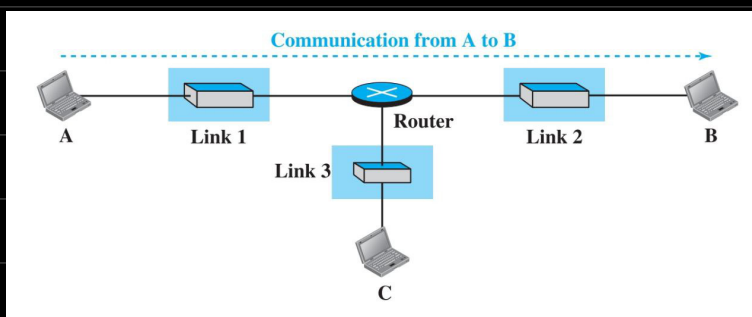 Communication from A to B
Router
A
Link 1
Link 2
B
Link 3
C